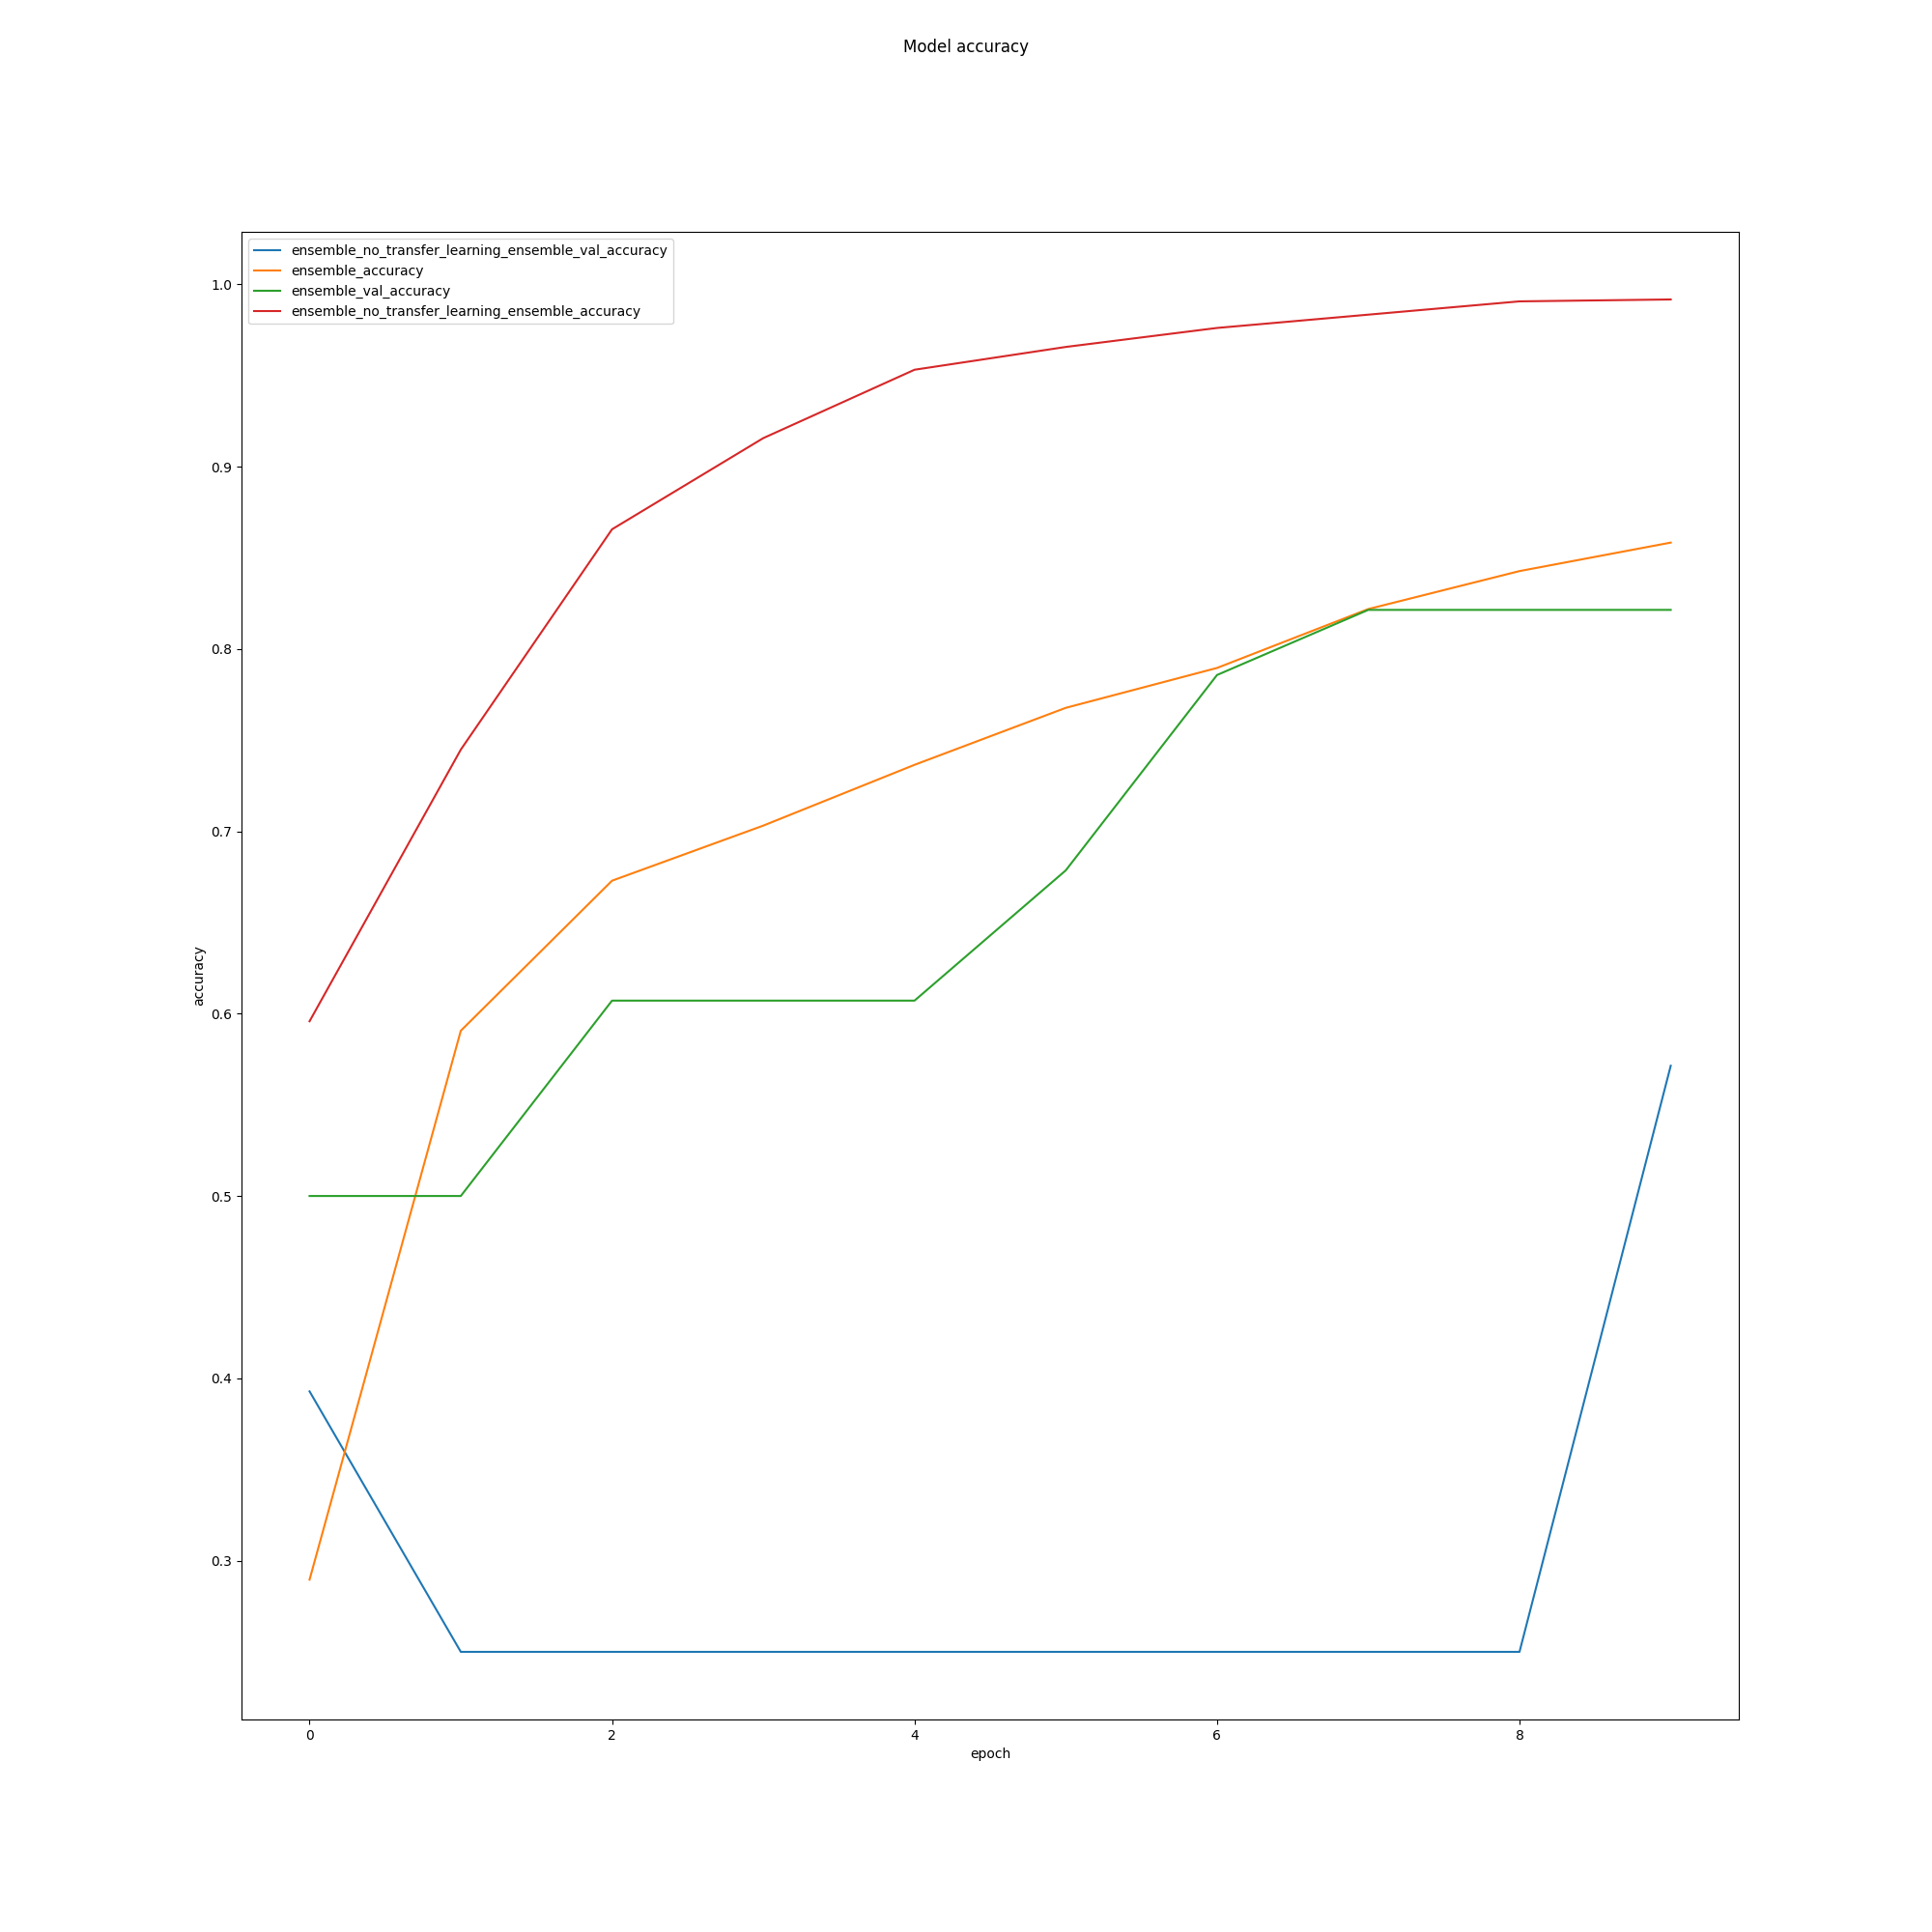 Model accuracy
ensemble_no_transfer_learning_ensemble_val_accuracy
ensemble_accuracy
ensemble_val_accuracy
ensemble_no_transfer_learning_ensemble_accuracy
1.0
0.9
0.8
0.7
0.6
0.5
0.4
0.3
accuracy
0 2 4 6 8
epoch